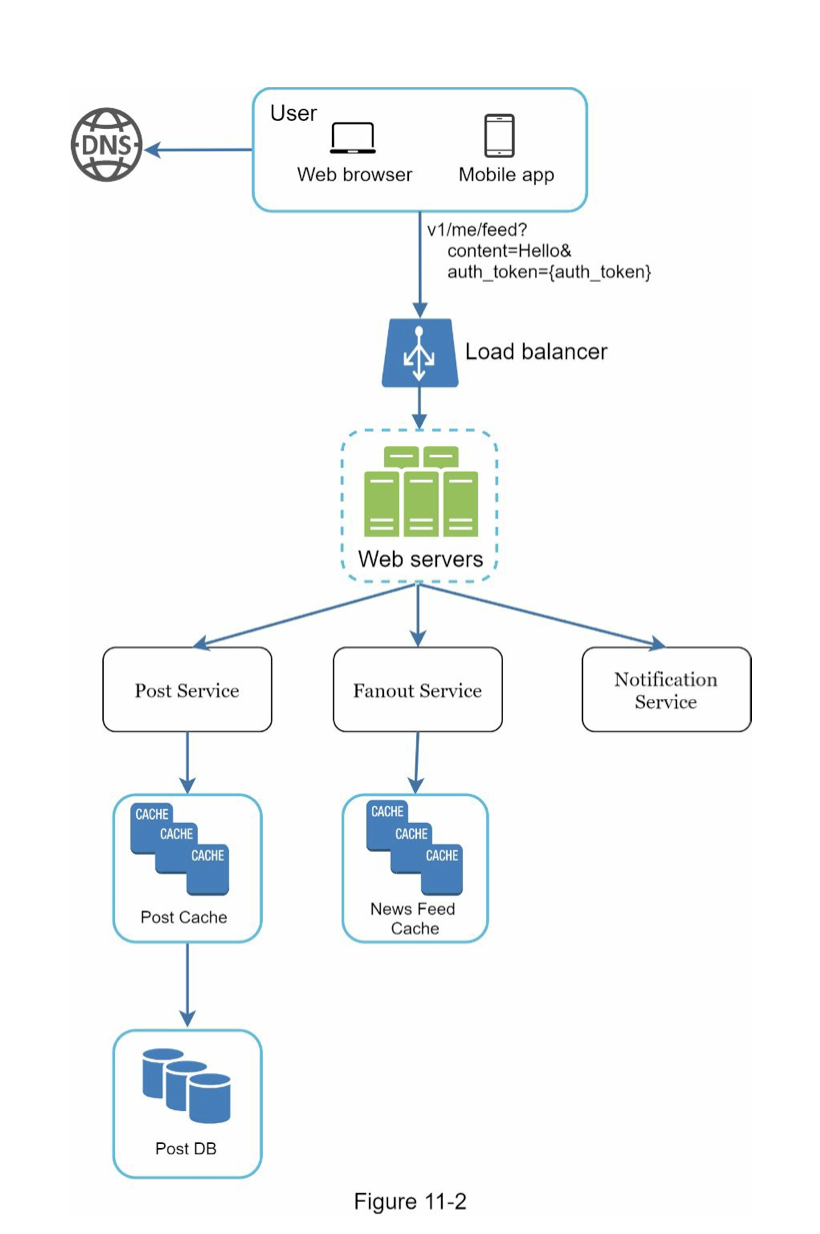 User
DNS
Web browser
Mobile app
v1/me/feed?
content=Hello&
auth_token={auth_token}
Load balancer
Web servers
Post Service
Fanout Service
Notification
Service
CACHE
CACHE
CACHE
Post Cache
CACHE
CACHE
CACHE
News Feed
Cache
Post DB
Figure 11-2